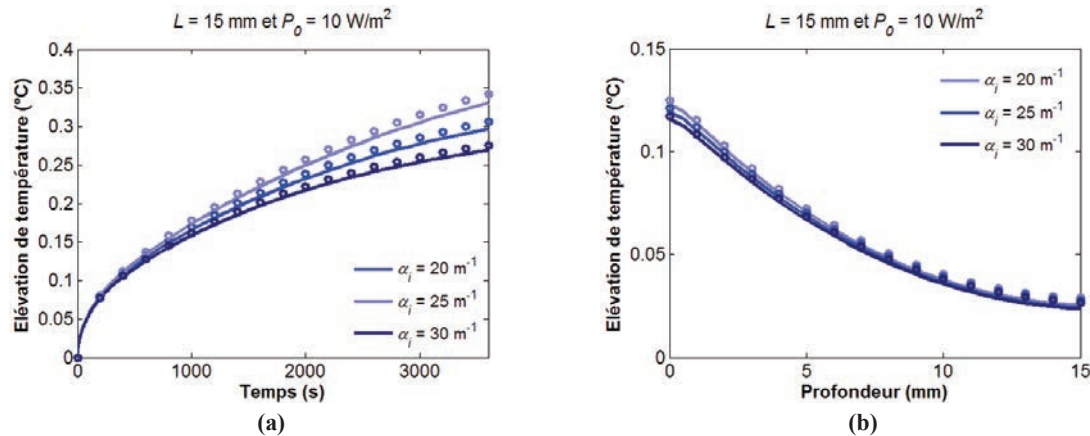 L = 15 mm et P0 = 10 W/m²
Elévation de température (°C)
0.4
0.35
0.3
0.25
0.2
0.15
0.1
0.05
0
αi = 20 m⁻¹
αi = 25 m⁻¹
αi = 30 m⁻¹
0
1000
2000
3000
Temps (s)
(a)
L = 15 mm et P0 = 10 W/m²
Elévation de température (°C)
0.15
0.1
0.05
0
αi = 20 m⁻¹
αi = 25 m⁻¹
αi = 30 m⁻¹
0
5
10
15
Profondeur (mm)
(b)